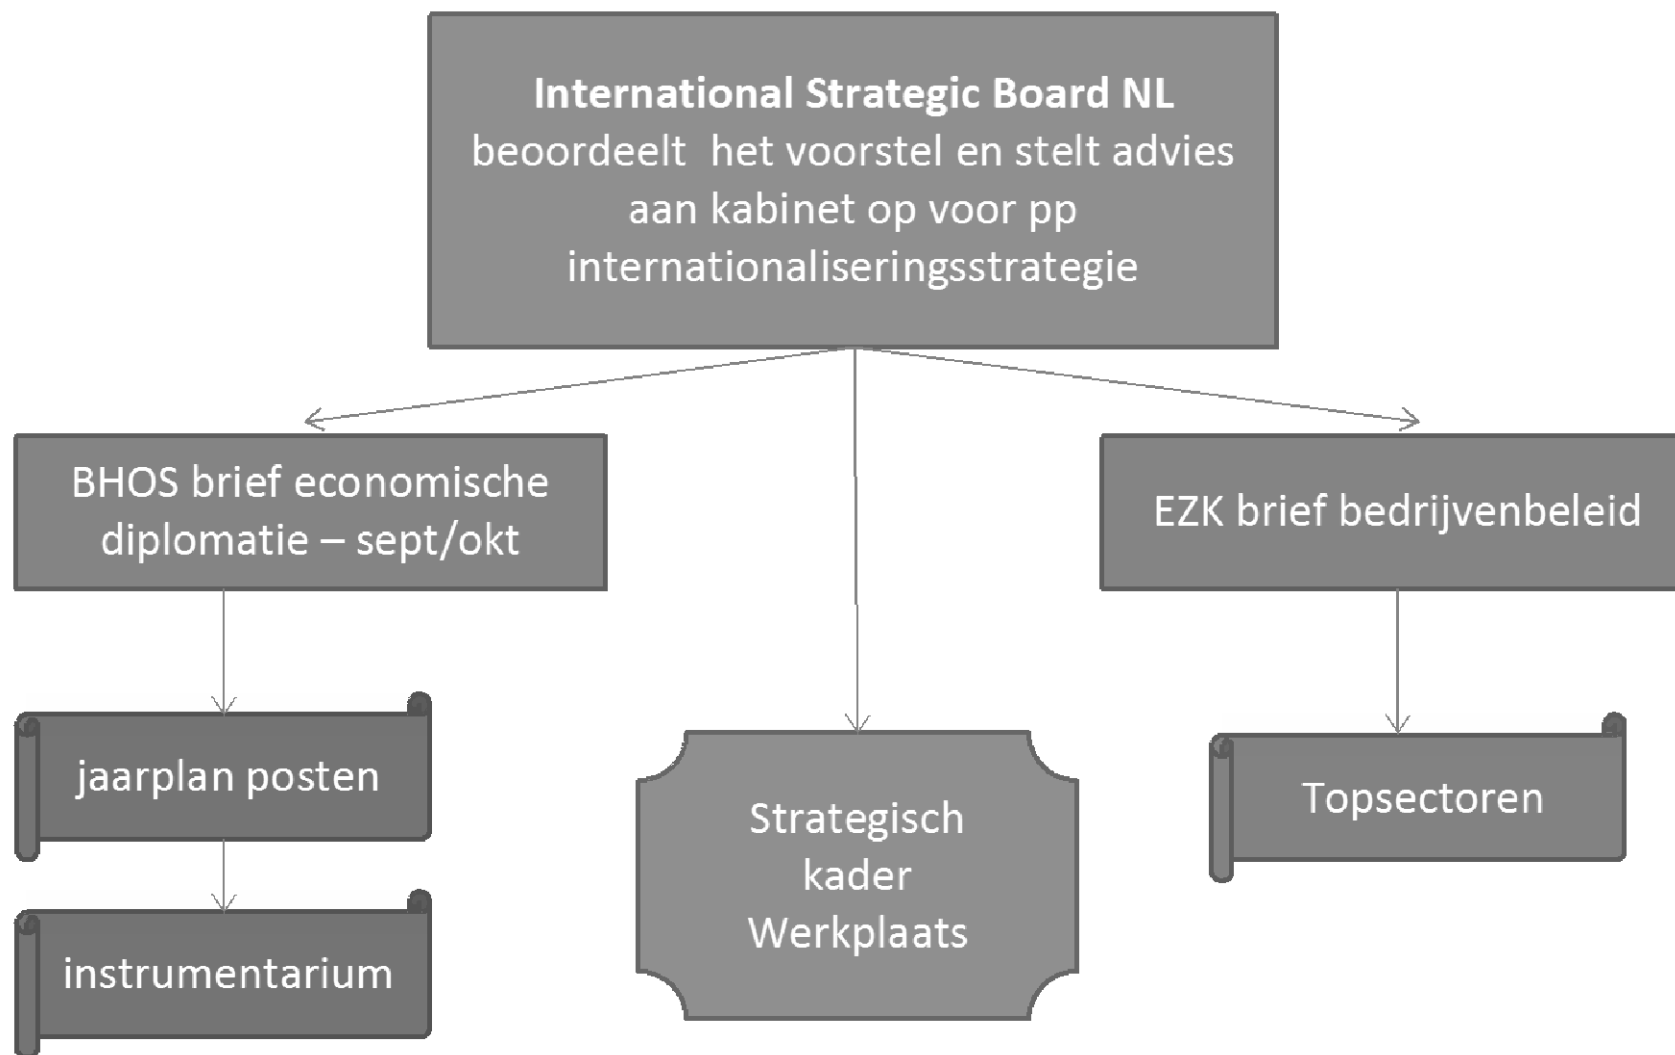 International Strategic Board NL
beoordeelt het voorstel en stelt advies
aan kabinet op voor pp
internationaliseringsstrategie
BHOS brief economische
diplomatie – sept/okt
EZK brief bedrijvenbeleid
jaarplan posten
Strategisch
kader
Werkplaats
Topsectoren
instrumentarium